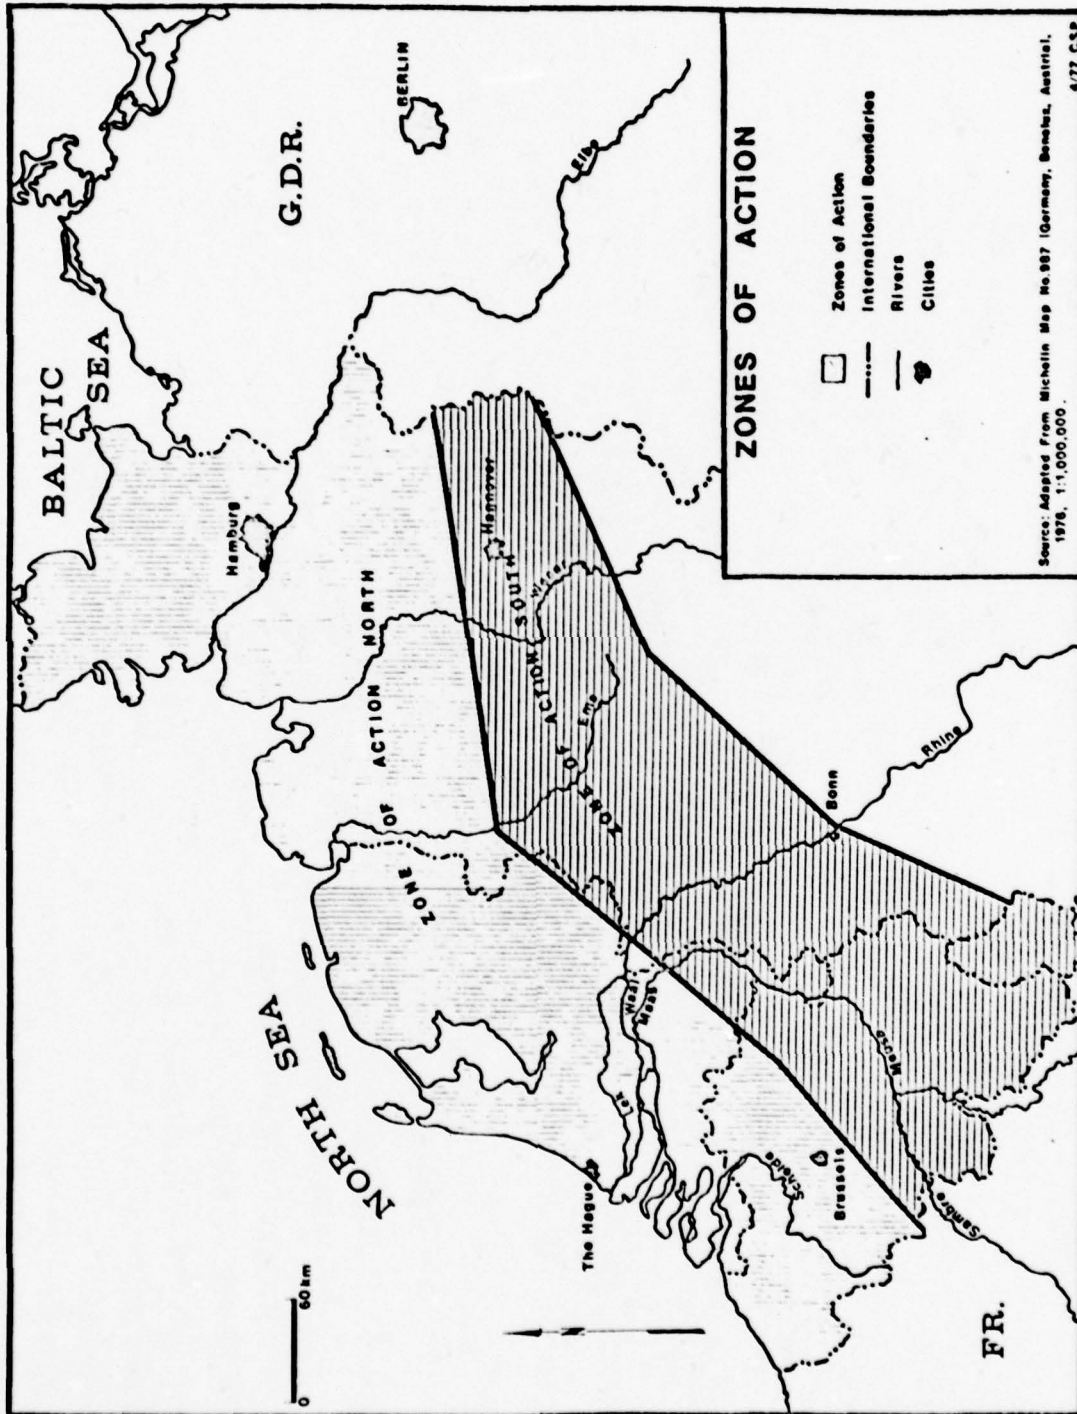 BALTIC
SEA
NORTH SEA
G.D.R.
BERLIN
Elbe
Hamburg
Hannover
Weser
ZONE OF ACTION NORTH
ZONE OF ACTION SOUTH
Ems
Rhine
Bonn
Waal
Maas
Lek
The Hague
Schelde
Brussels
Meuse
Sambre
FR.
0 60km
N
ZONES OF ACTION
Zones of Action
International Boundaries
Rivers
Cities
Source: Adapted From Michelin Map No.987 (Germany, Benelux, Austria),
1976, 1:1,000,000.
4/77 CSP